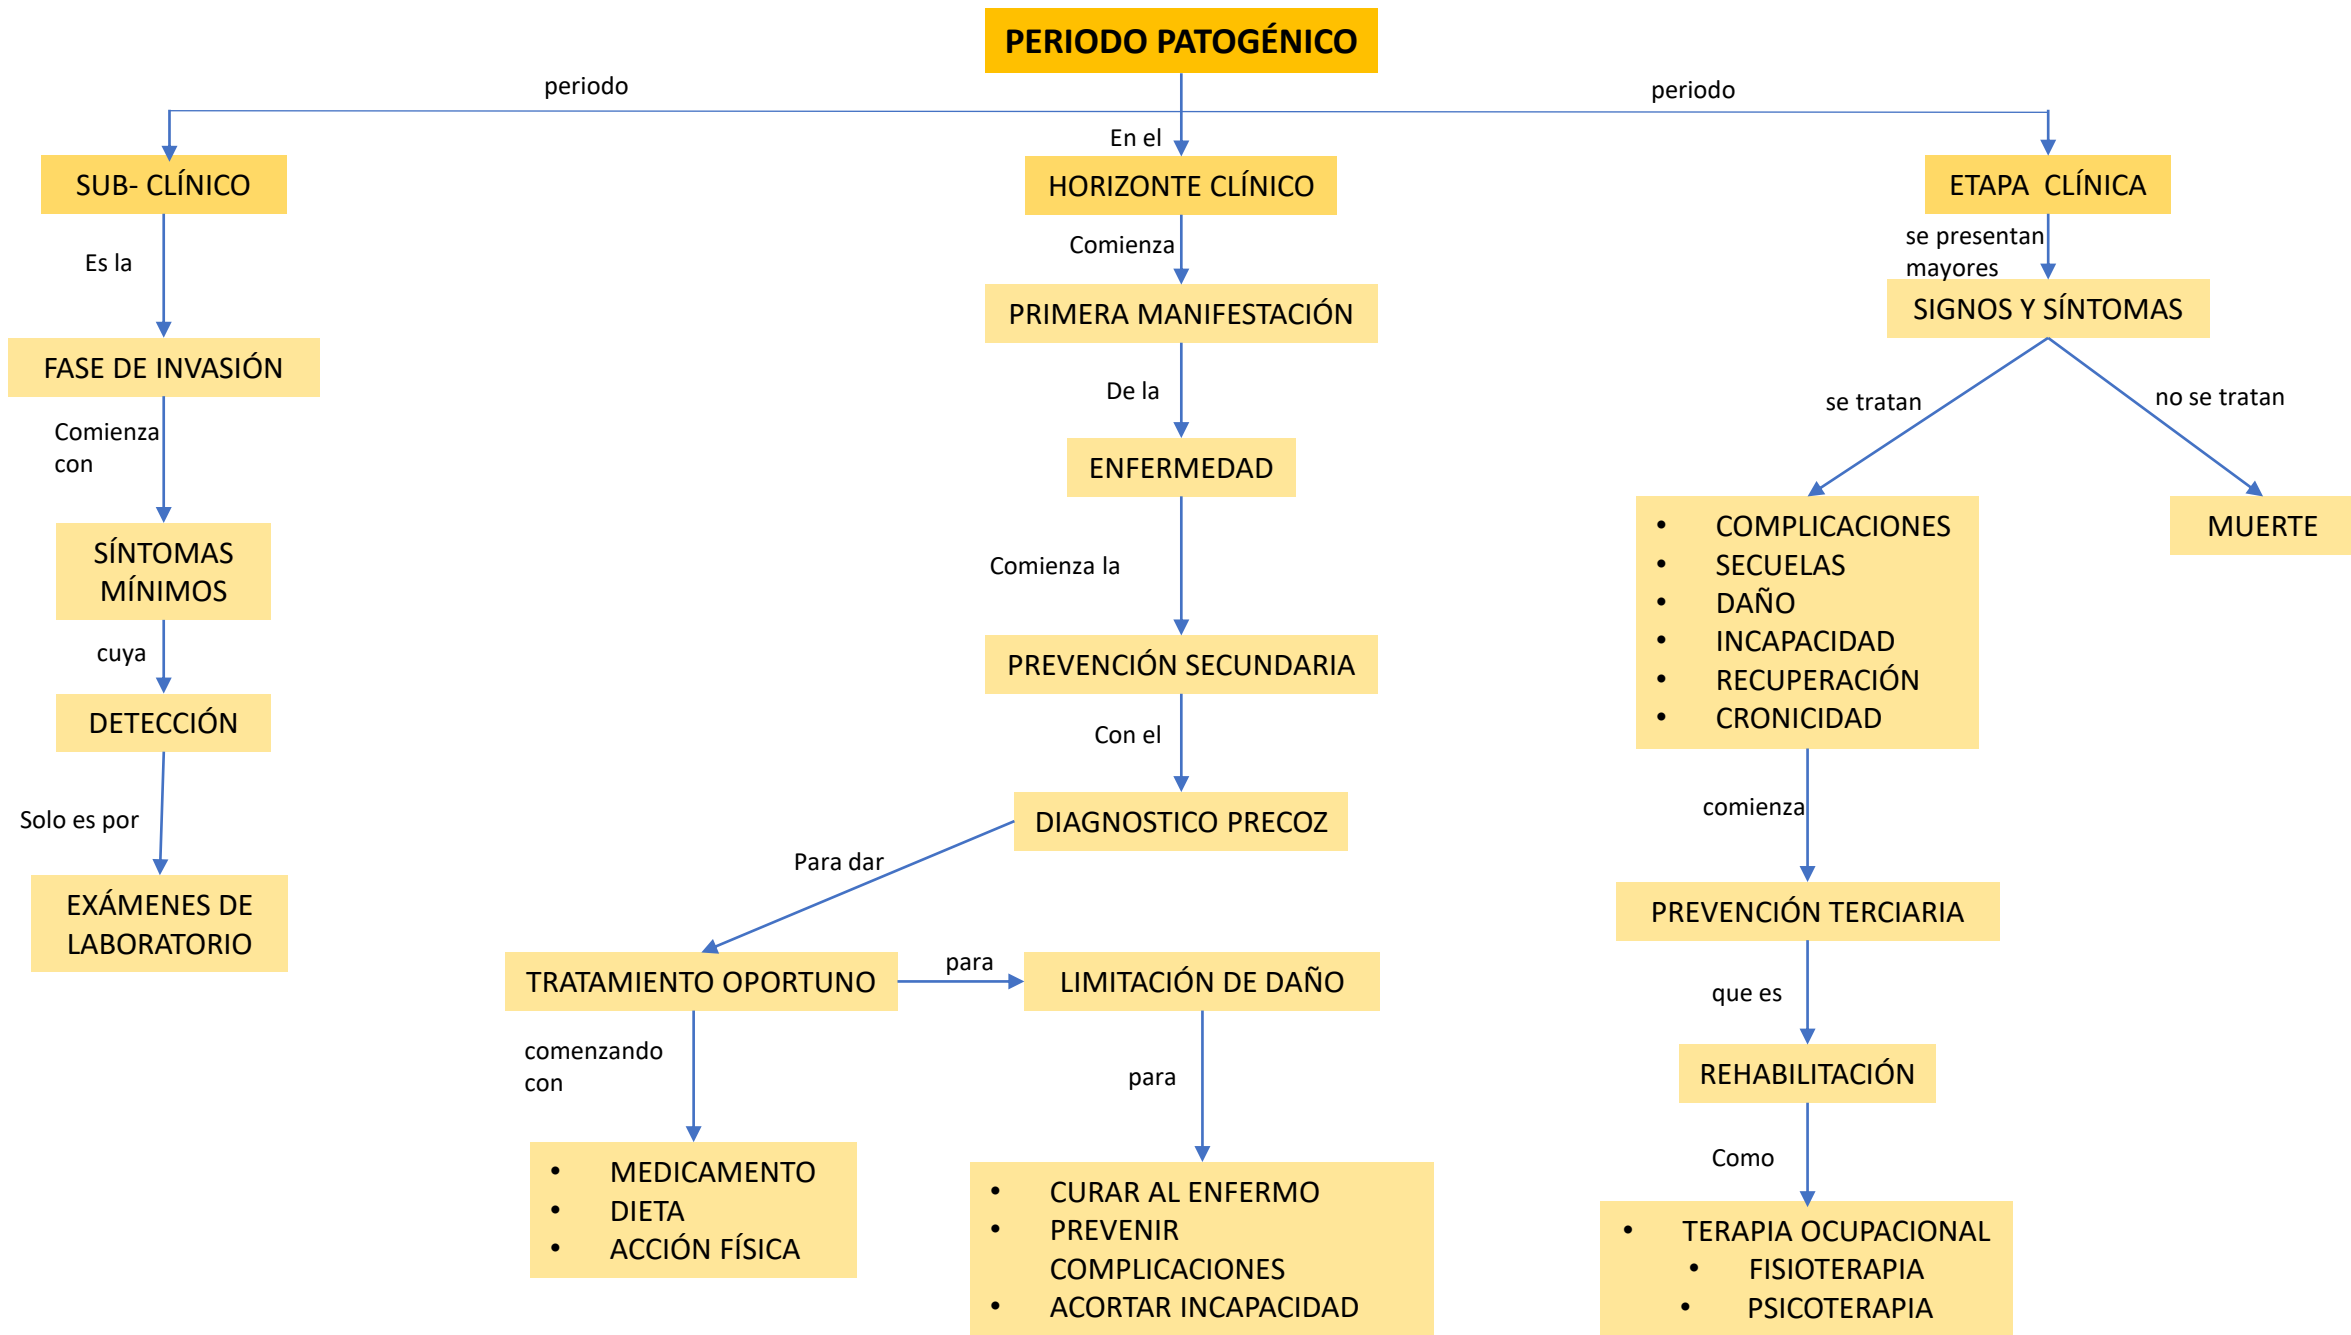 PERIODO PATOGÉNICO
periodo
periodo
En el
SUB- CLÍNICO
Es la
FASE DE INVASIÓN
Comienza
con
SÍNTOMAS
MÍNIMOS
cuya
DETECCIÓN
Solo es por
EXÁMENES DE
LABORATORIO
HORIZONTE CLÍNICO
Comienza
PRIMERA MANIFESTACIÓN
De la
ENFERMEDAD
Comienza la
PREVENCIÓN SECUNDARIA
Con el
DIAGNOSTICO PRECOZ
Para dar
TRATAMIENTO OPORTUNO
para
LIMITACIÓN DE DAÑO
comenzando
con
• MEDICAMENTO
• DIETA
• ACCIÓN FÍSICA
para
• CURAR AL ENFERMO
• PREVENIR
COMPLICACIONES
• ACORTAR INCAPACIDAD
ETAPA CLÍNICA
se presentan
mayores
SIGNOS Y SÍNTOMAS
se tratan
no se tratan
• COMPLICACIONES
• SECUELAS
• DAÑO
• INCAPACIDAD
• RECUPERACIÓN
• CRONICIDAD
MUERTE
comienza
PREVENCIÓN TERCIARIA
que es
REHABILITACIÓN
Como
• TERAPIA OCUPACIONAL
• FISIOTERAPIA
• PSICOTERAPIA